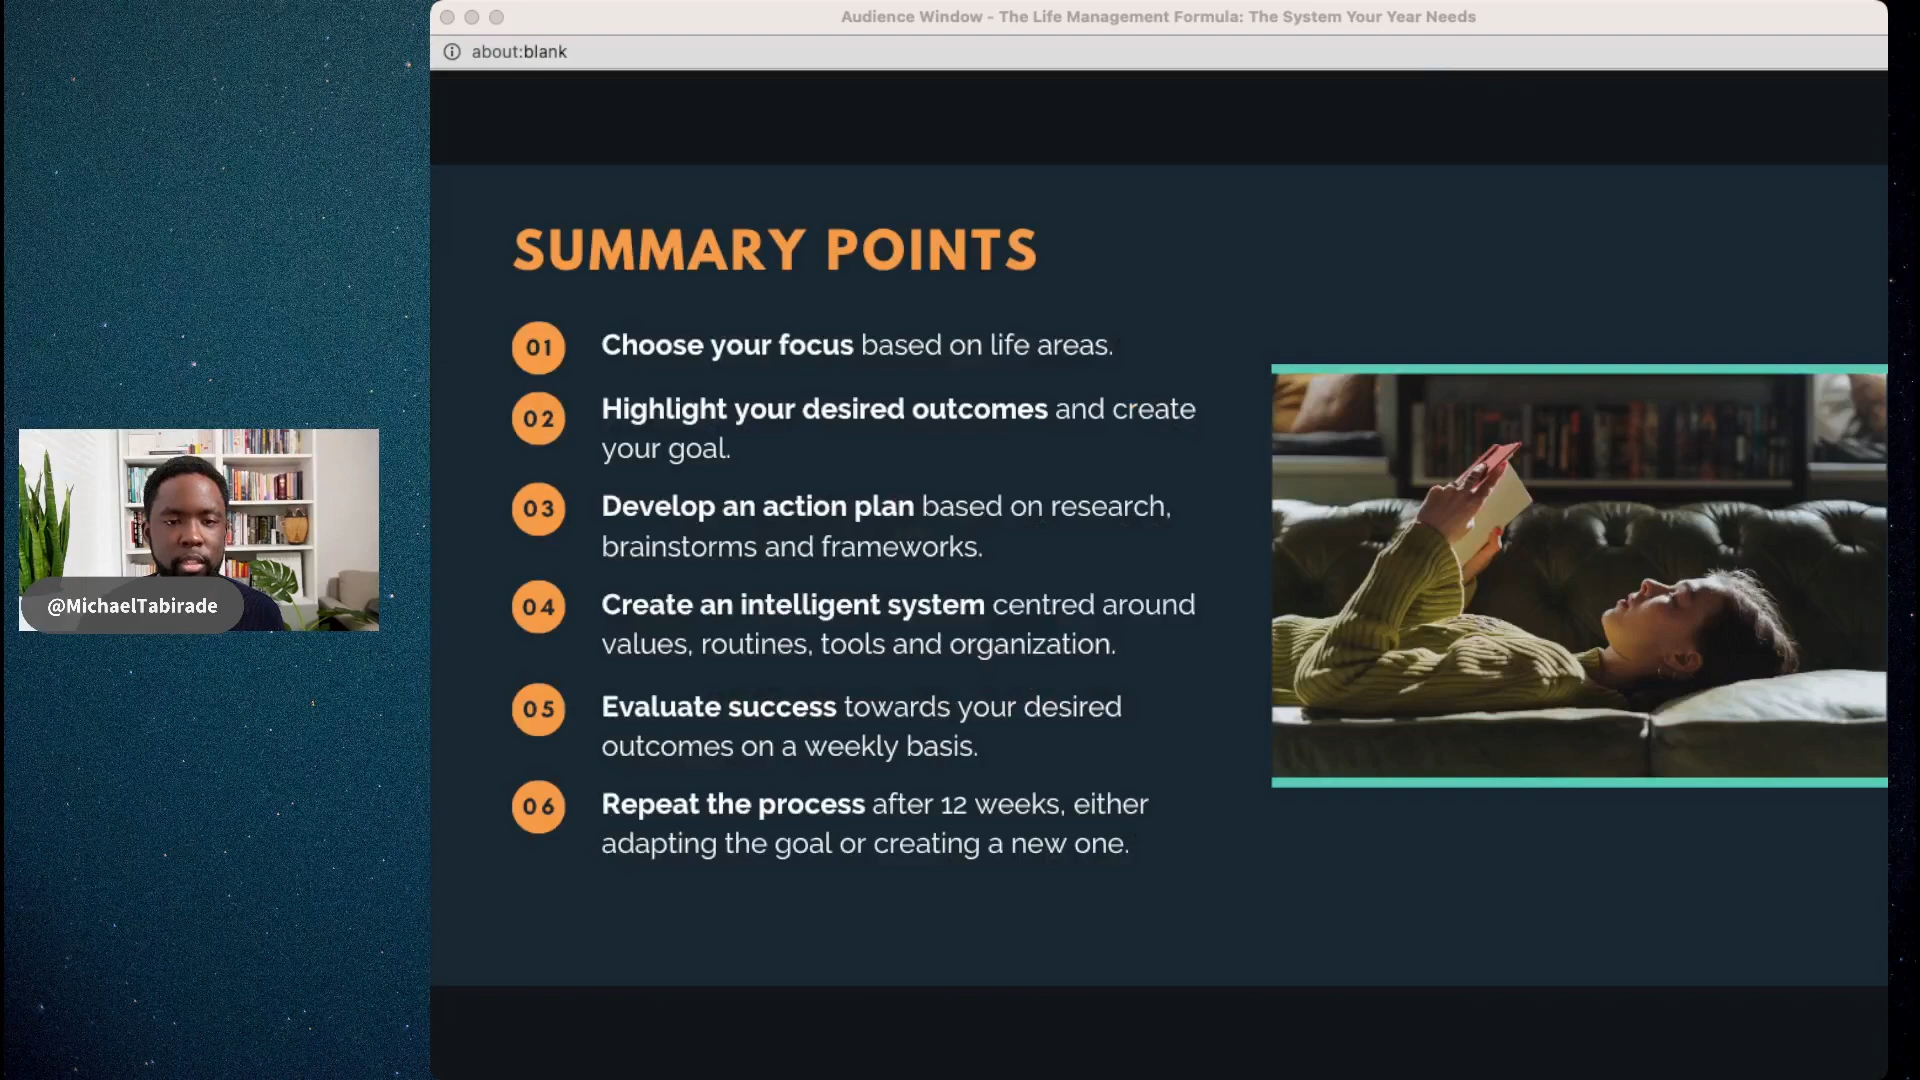 Audience Window - The Life Management Formula: The System Your Year Needs
about:blank
SUMMARY POINTS
01
Choose your focus based on life areas.
02
Highlight your desired outcomes and create
your goal.
03
Develop an action plan based on research,
brainstorms and frameworks.
04
Create an intelligent system centred around
values, routines, tools and organization.
05
Evaluate success towards your desired
outcomes on a weekly basis.
06
Repeat the process after 12 weeks, either
adapting the goal or creating a new one.
@MichaelTabirade